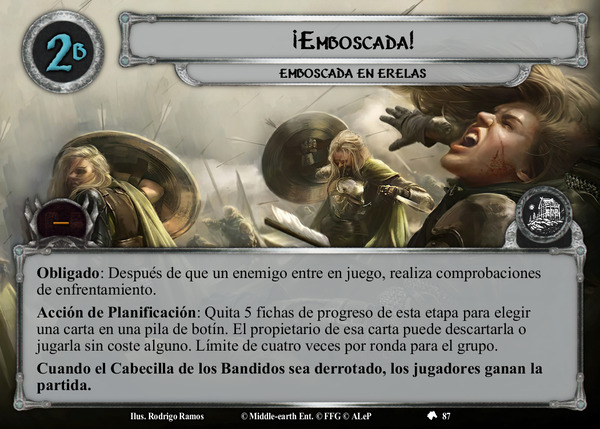 2B
¡EMBOSCADA!
EMBOSCADA EN ERELAS
–
Obligado: Después de que un enemigo entre en juego, realiza comprobaciones
de enfrentamiento.
Acción de Planificación: Quita 5 fichas de progreso de esta etapa para elegir
una carta en una pila de botín. El propietario de esa carta puede descartarla o
jugarla sin coste alguno. Límite de cuatro veces por ronda para el grupo.
Cuando el Cabecilla de los Bandidos sea derrotado, los jugadores ganan la
partida.
Ilus. Rodrigo Ramos © Middle-earth Ent. © FFG © ALeP 87